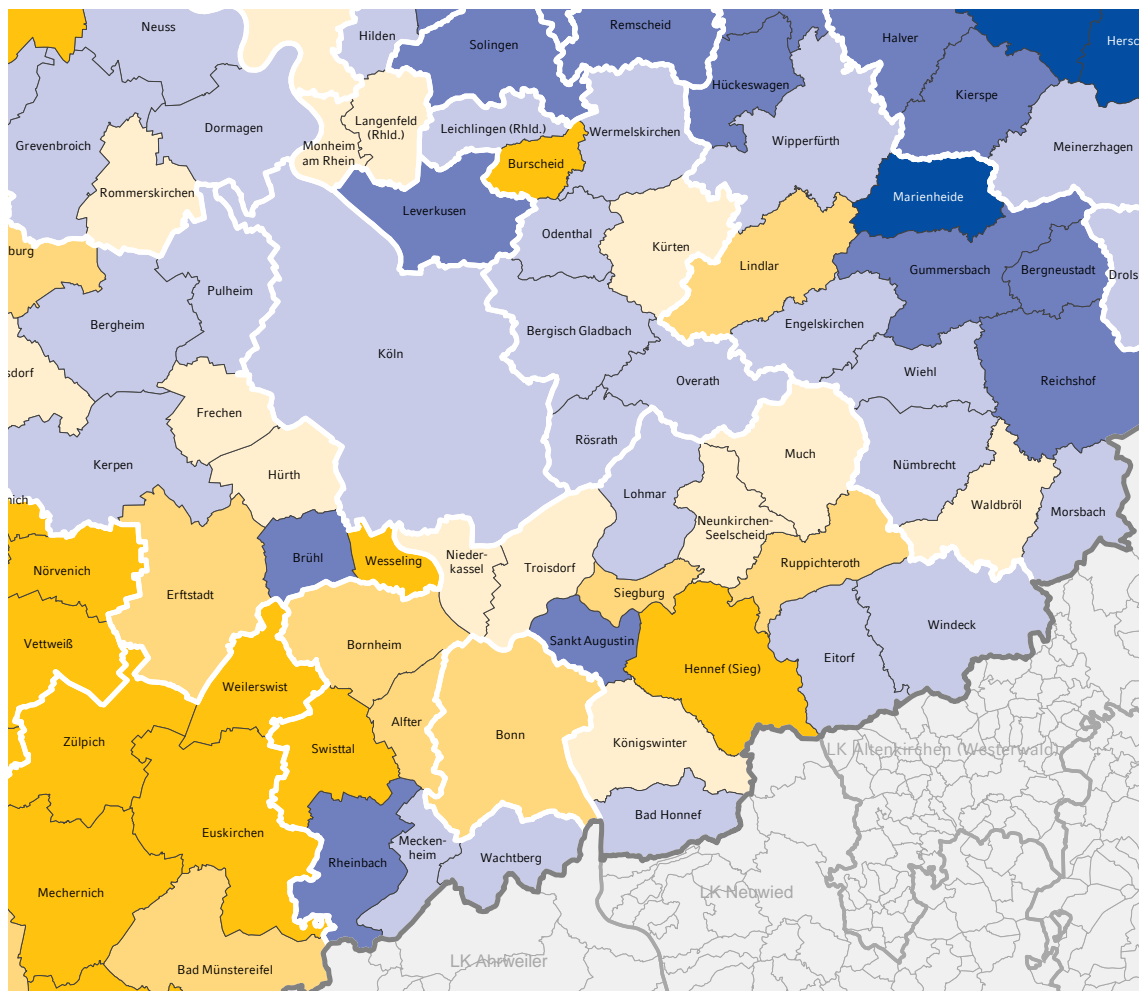 Neuss
Hilden
Solingen
Remscheid
Halver
Hersc
Hückeswagen
Kierspe
Grevenbroich
Dormagen
Langenfeld
(Rhld.)
Monheim
am Rhein
Leichlingen (Rhld.)
Wermelskirchen
Wipperfürth
Meinerzhagen
Burscheid
Rommerskirchen
Leverkusen
Marienheide
Odenthal
Kürten
burg
Lindlar
Gummersbach
Bergneustadt
Drols
Pulheim
Bergheim
Bergisch Gladbach
Engelskirchen
Köln
sdorf
Overath
Wiehl
Reichshof
Frechen
Rösrath
Much
Kerpen
Hürth
Nümbrecht
Lohmar
nich
Waldbröl
Morsbach
Neunkirchen-
Seelscheid
Brühl
Wesseling
Nieder-
kassel
Troisdorf
Ruppichteroth
Nörvenich
Erftstadt
Siegburg
Vettweiß
Bornheim
Sankt Augustin
Windeck
Eitorf
Hennef (Sieg)
Weilerswist
Alfter
Zülpich
Swisttal
Bonn
Königswinter
LK Altenkirchen (Westerwald)
Bad Honnef
Euskirchen
Rheinbach
Mecken-
heim
Wachtberg
Mechernich
LK Neuwied
LK Ahrweiler
Bad Münstereifel